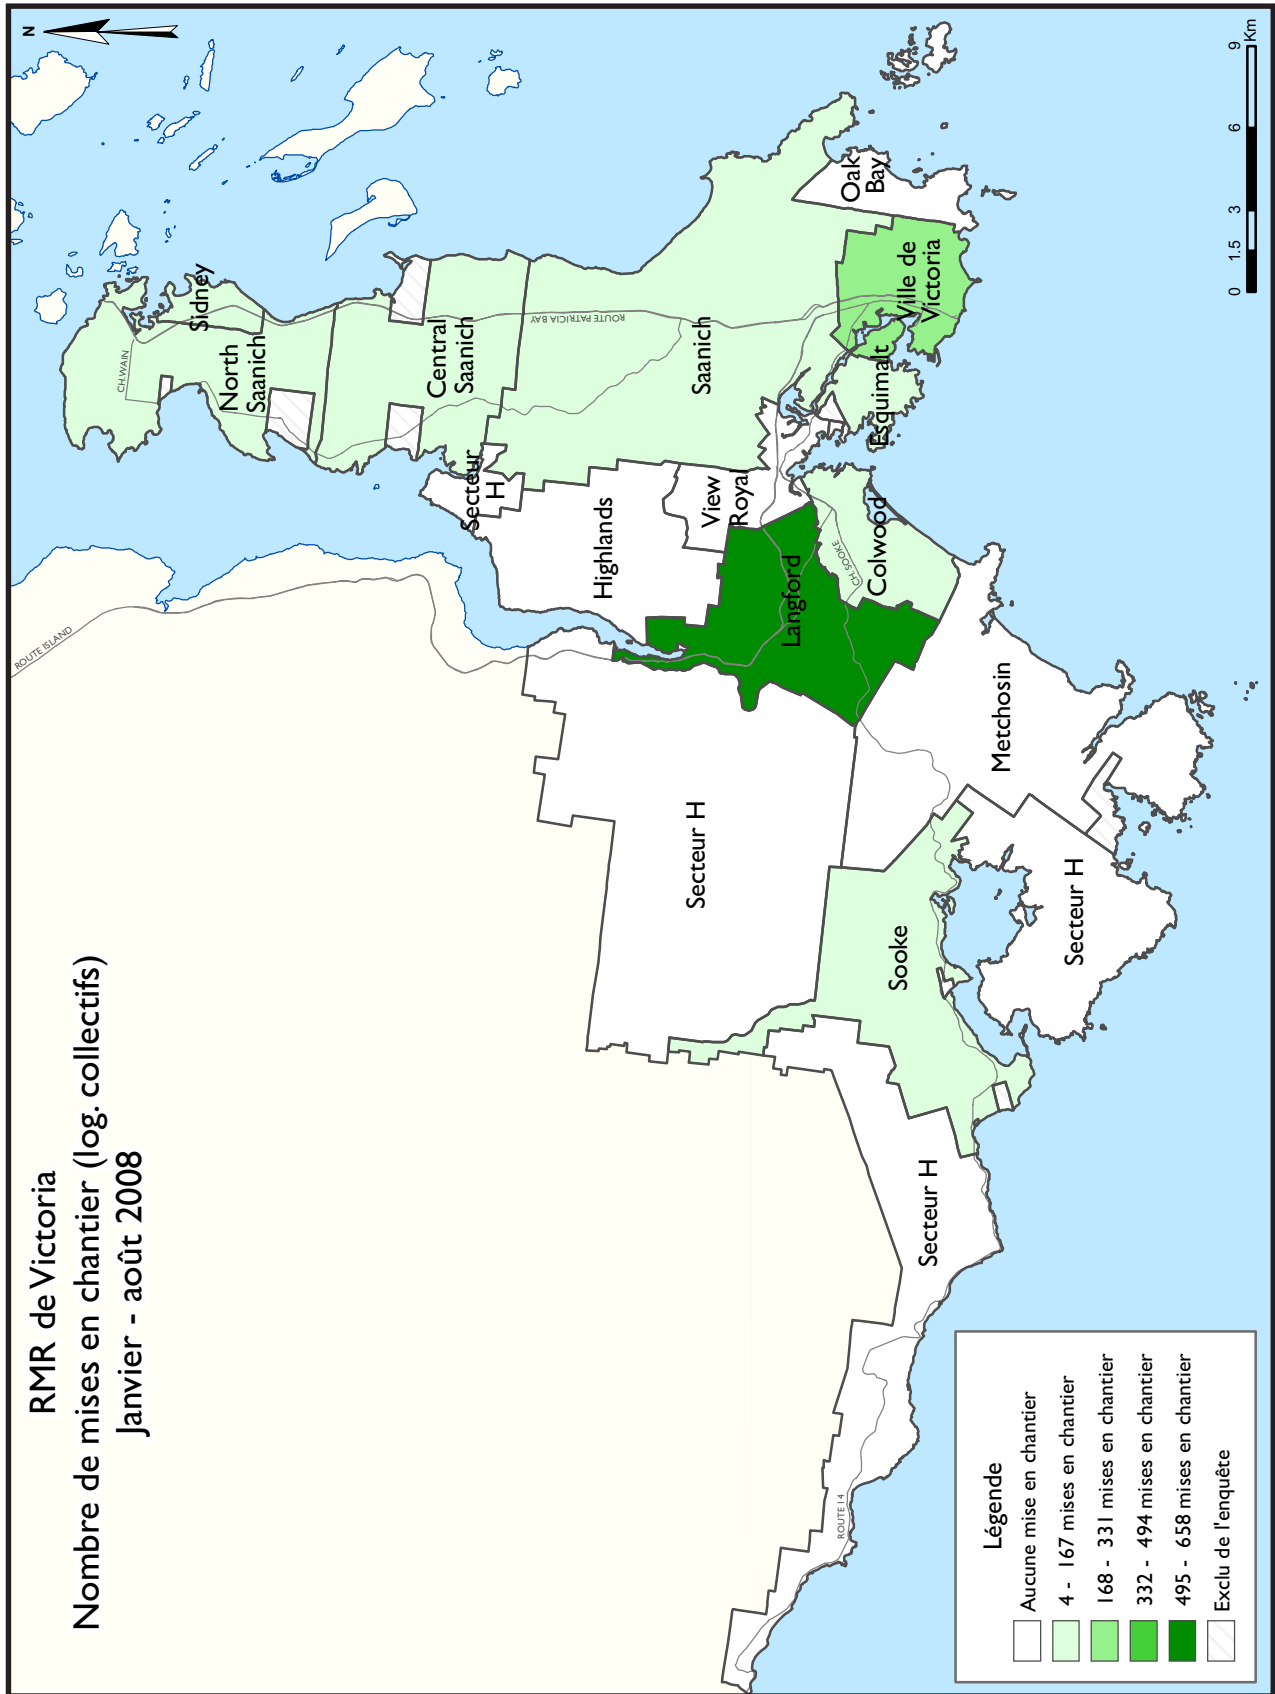 RMR de Victoria
Nombre de mises en chantier (log. collectifs)
Janvier - août 2008
N
ROUTE ISLAND
CH.WAIN
Sidney
North
Saanich
Central
Saanich
ROUTE PATRICIA BAY
Saanich
Secteur
H
Highlands
View
Royal
Oak
Bay
Ville de
Victoria
Esquimalt
Langford
CH. SOOKE
Colwood
Metchosin
Secteur H
Sooke
Secteur H
Secteur H
ROUTE 14
Légende
Aucune mise en chantier
4 - 167 mises en chantier
168 - 331 mises en chantier
332 - 494 mises en chantier
495 - 658 mises en chantier
Exclu de l'enquête
0 1.5 3 6 9
Km